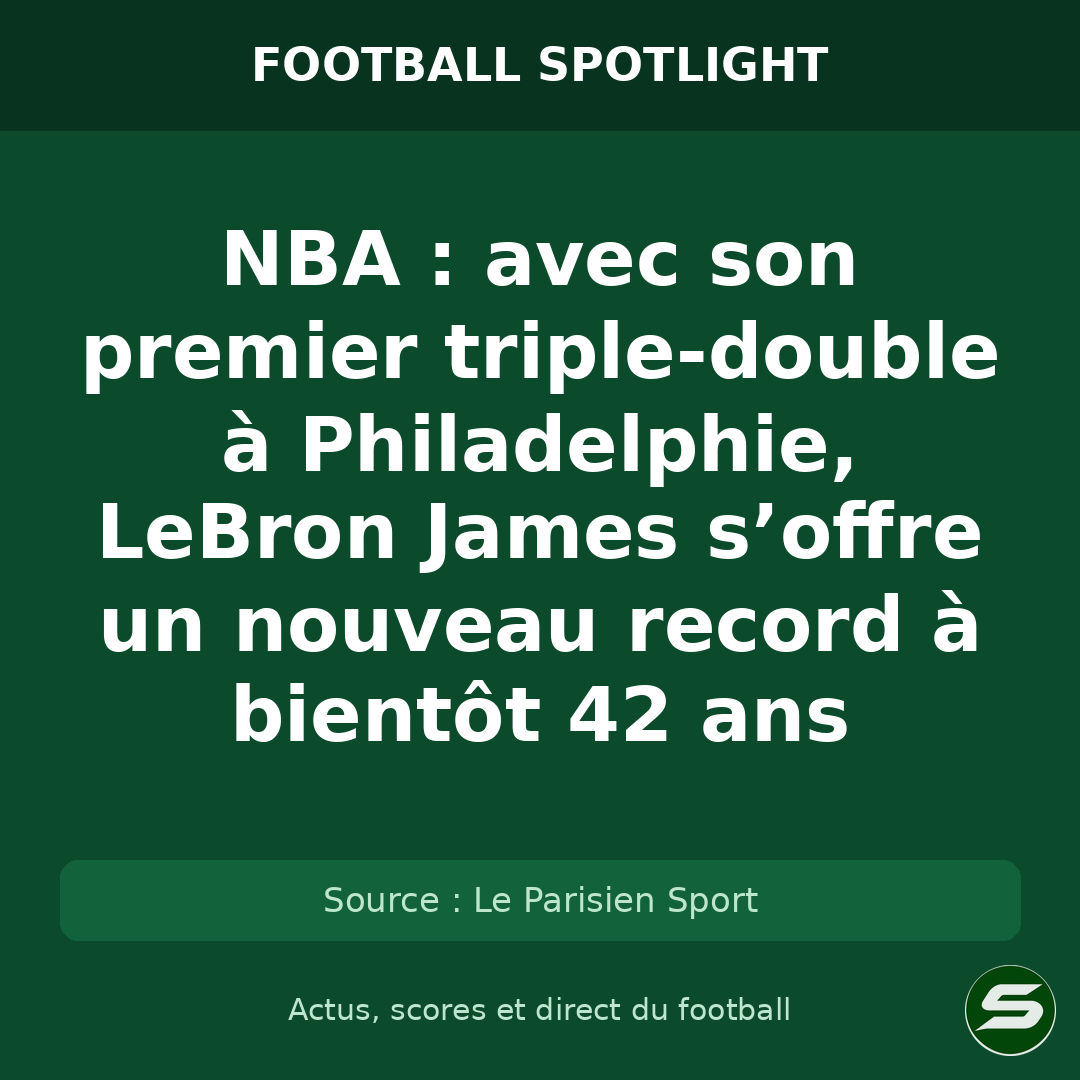 FOOTBALL SPOTLIGHT
NBA : avec son
premier triple-double
à Philadelphie,
LeBron James s’offre
un nouveau record à
bientôt 42 ans
Source : Le Parisien Sport
Actus, scores et direct du football